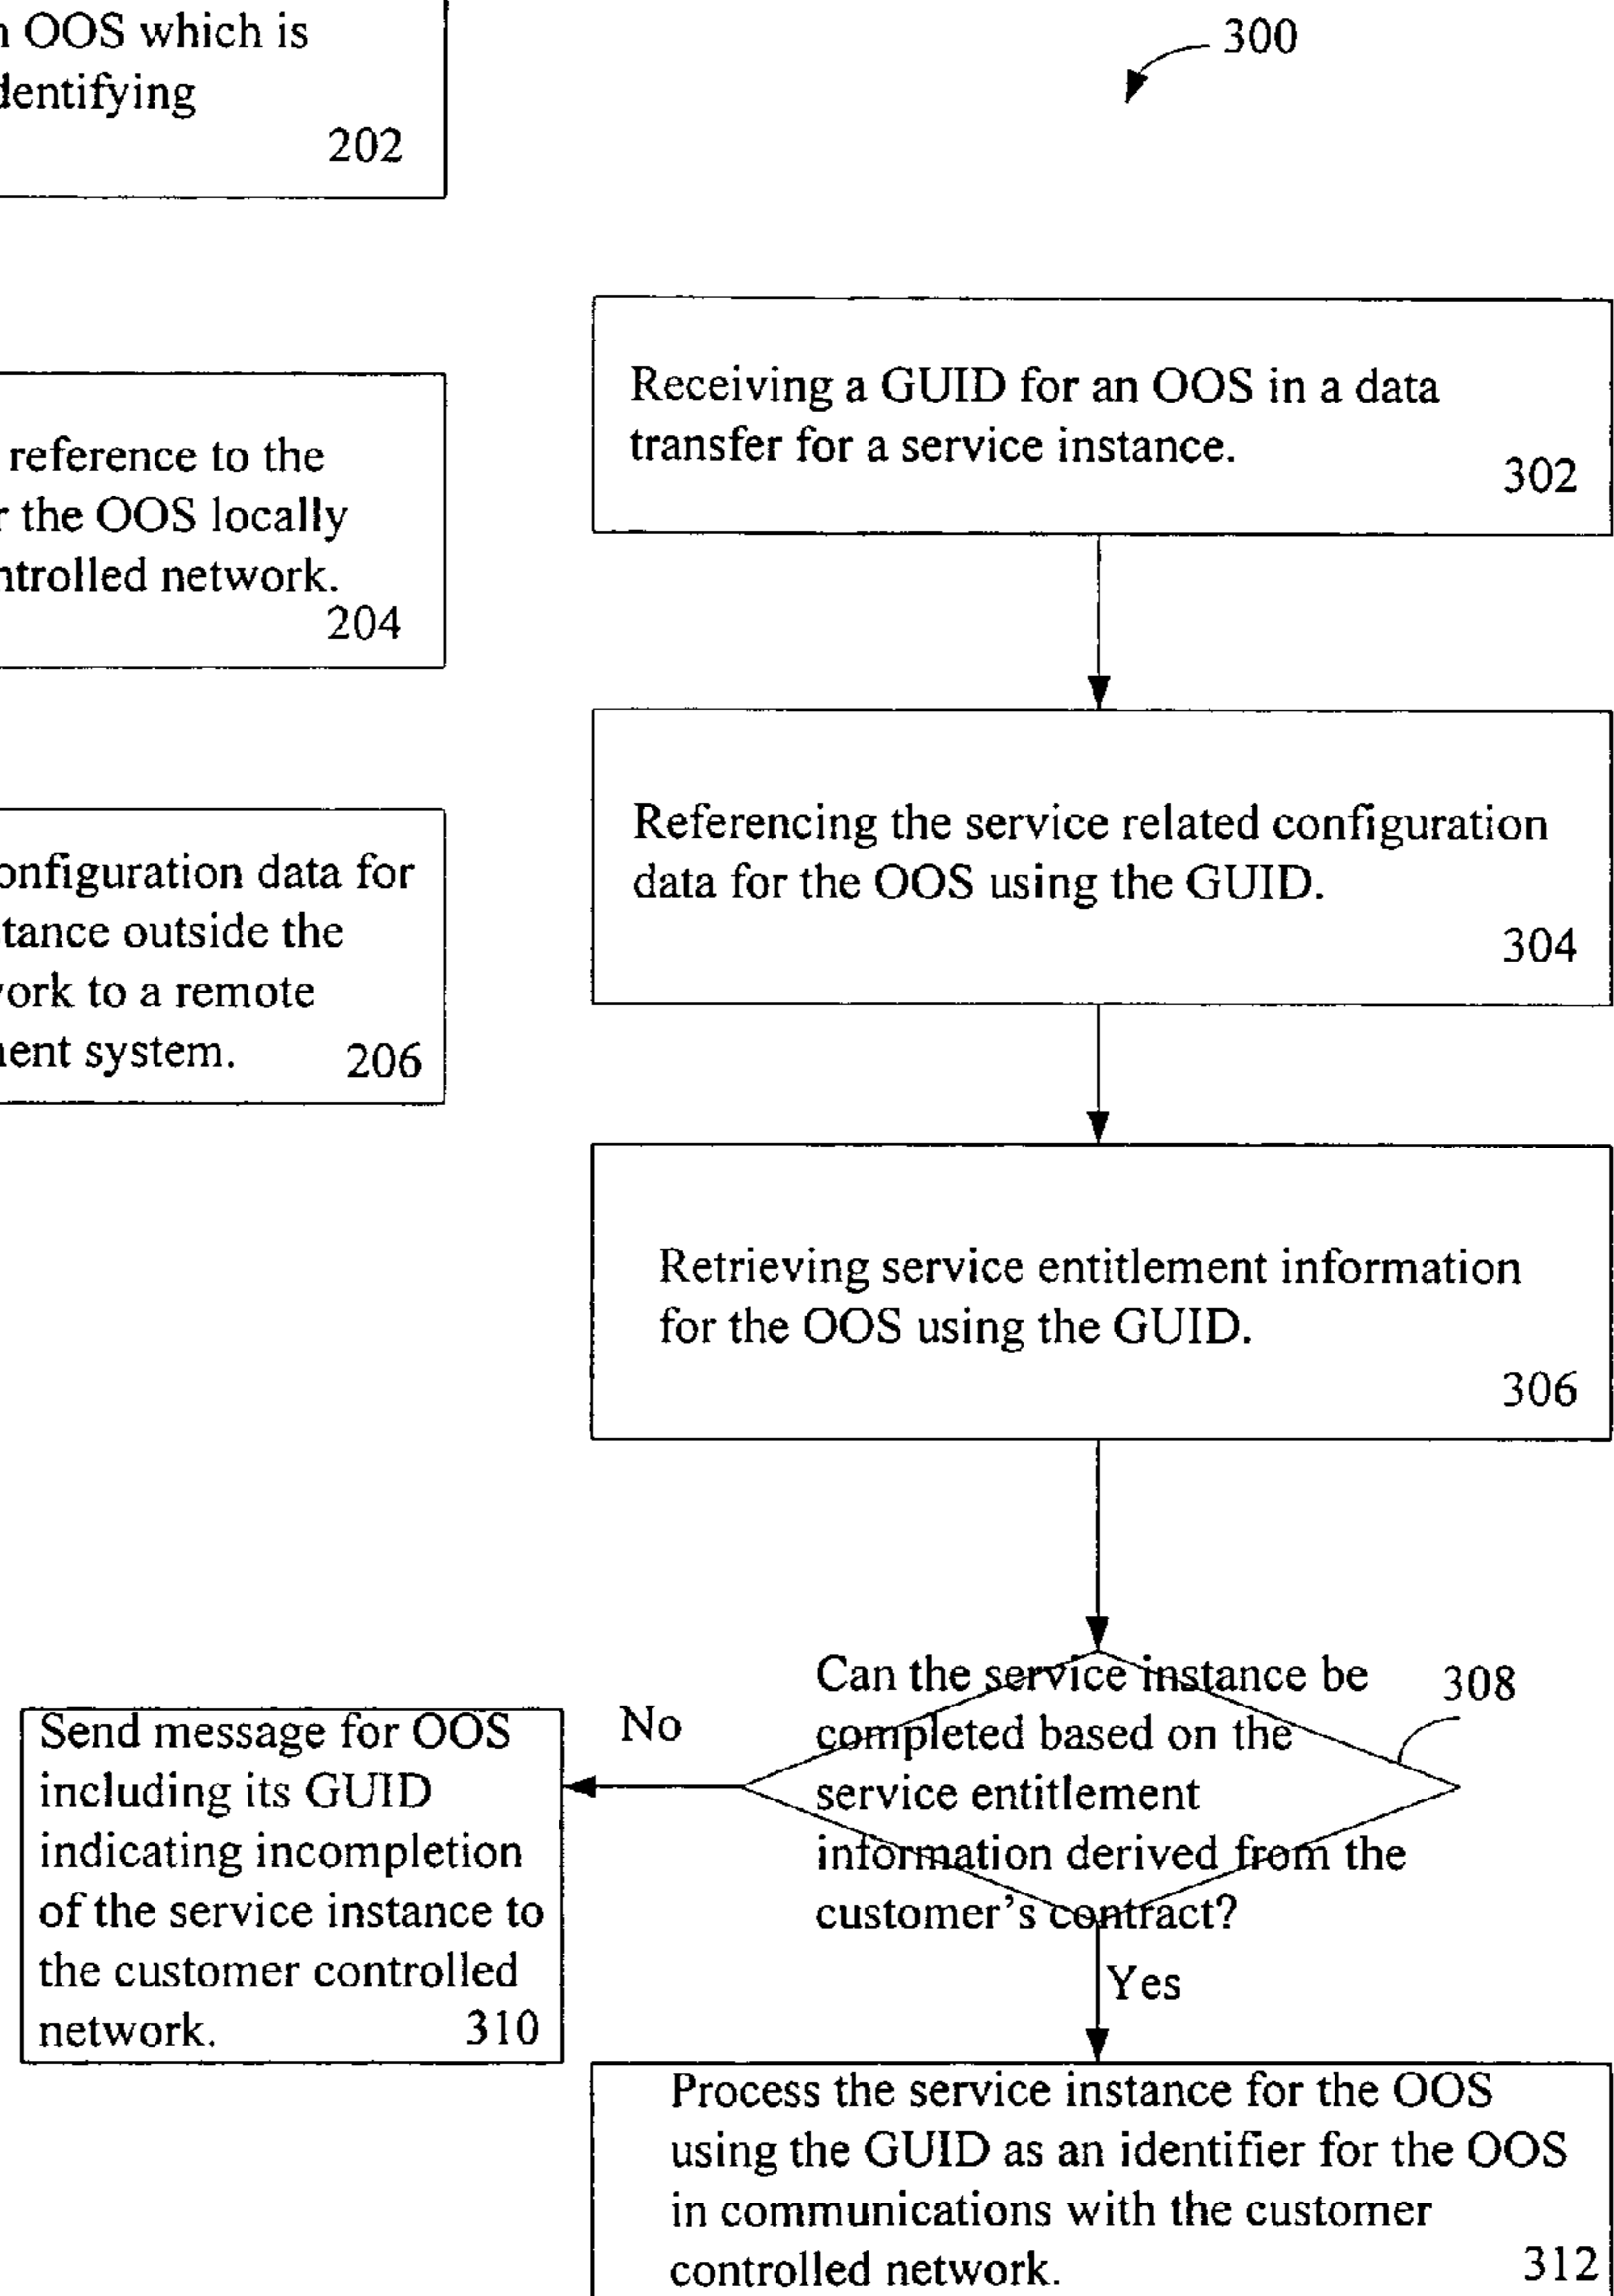 OOS which is
202
reference to the
the OOS locally
network.
204
data for
outside the
to a remote
system.
206
300
Receiving a GUID for an OOS in a data
transfer for a service instance.
302
Referencing the service related configuration
data for the OOS using the GUID.
304
Retrieving service entitlement information
for the OOS using the GUID.
306
Can the service instance be
completed based on the
service entitlement
information derived from the
customer's contract?
308
No
Send message for OOS
including its GUID
indicating incompletion
of the service instance to
the customer controlled
network.
310
Yes
Process the service instance for the OOS
using the GUID as an identifier for the OOS
in communications with the customer
controlled network.
312